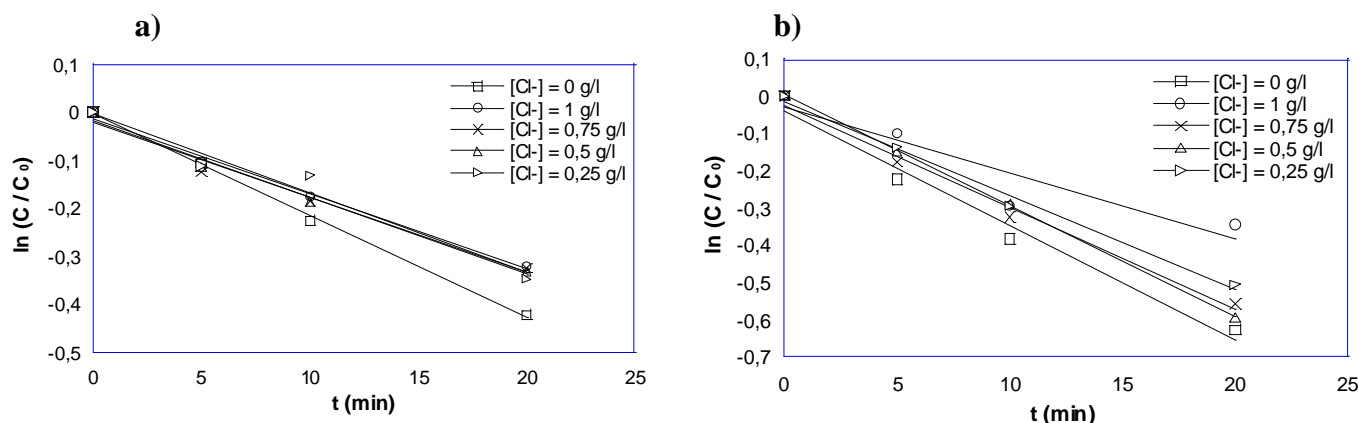 a)
0,1
0
-0,1
-0,2
-0,3
-0,4
-0,5
ln (C / C₀)
0
5
10
15
20
25
t (min)
[Cl-] = 0 g/l
[Cl-] = 1 g/l
[Cl-] = 0,75 g/l
[Cl-] = 0,5 g/l
[Cl-] = 0,25 g/l
b)
0,1
0
-0,1
-0,2
-0,3
-0,4
-0,5
-0,6
-0,7
ln (C / C₀)
0
5
10
15
20
25
t (min)
[Cl-] = 0 g/l
[Cl-] = 1 g/l
[Cl-] = 0,75 g/l
[Cl-] = 0,5 g/l
[Cl-] = 0,25 g/l